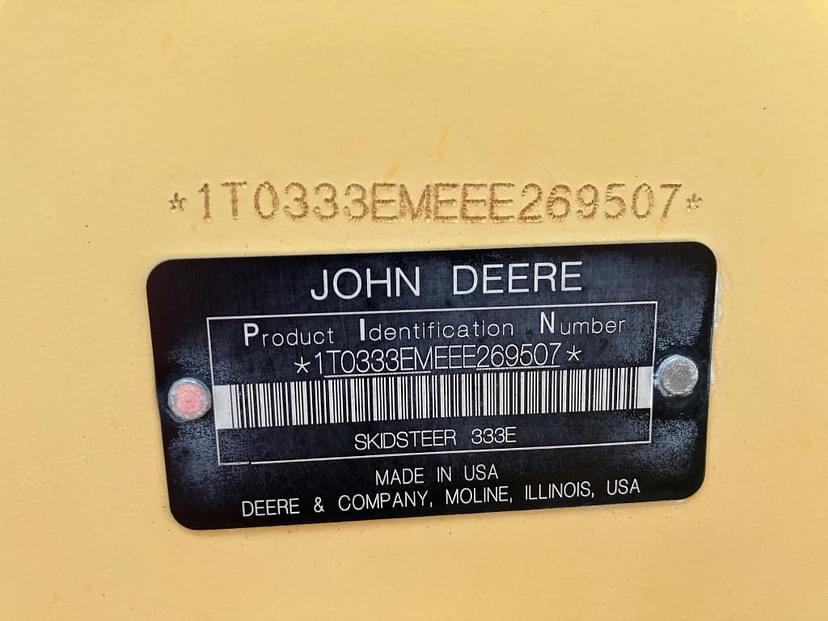 *1T0333EMEEE269507*
JOHN DEERE
Product Identification Number
*1T0333EMEEE269507*
SKIDSTEER 333E
MADE IN USA
DEERE & COMPANY, MOLINE, ILLINOIS, USA